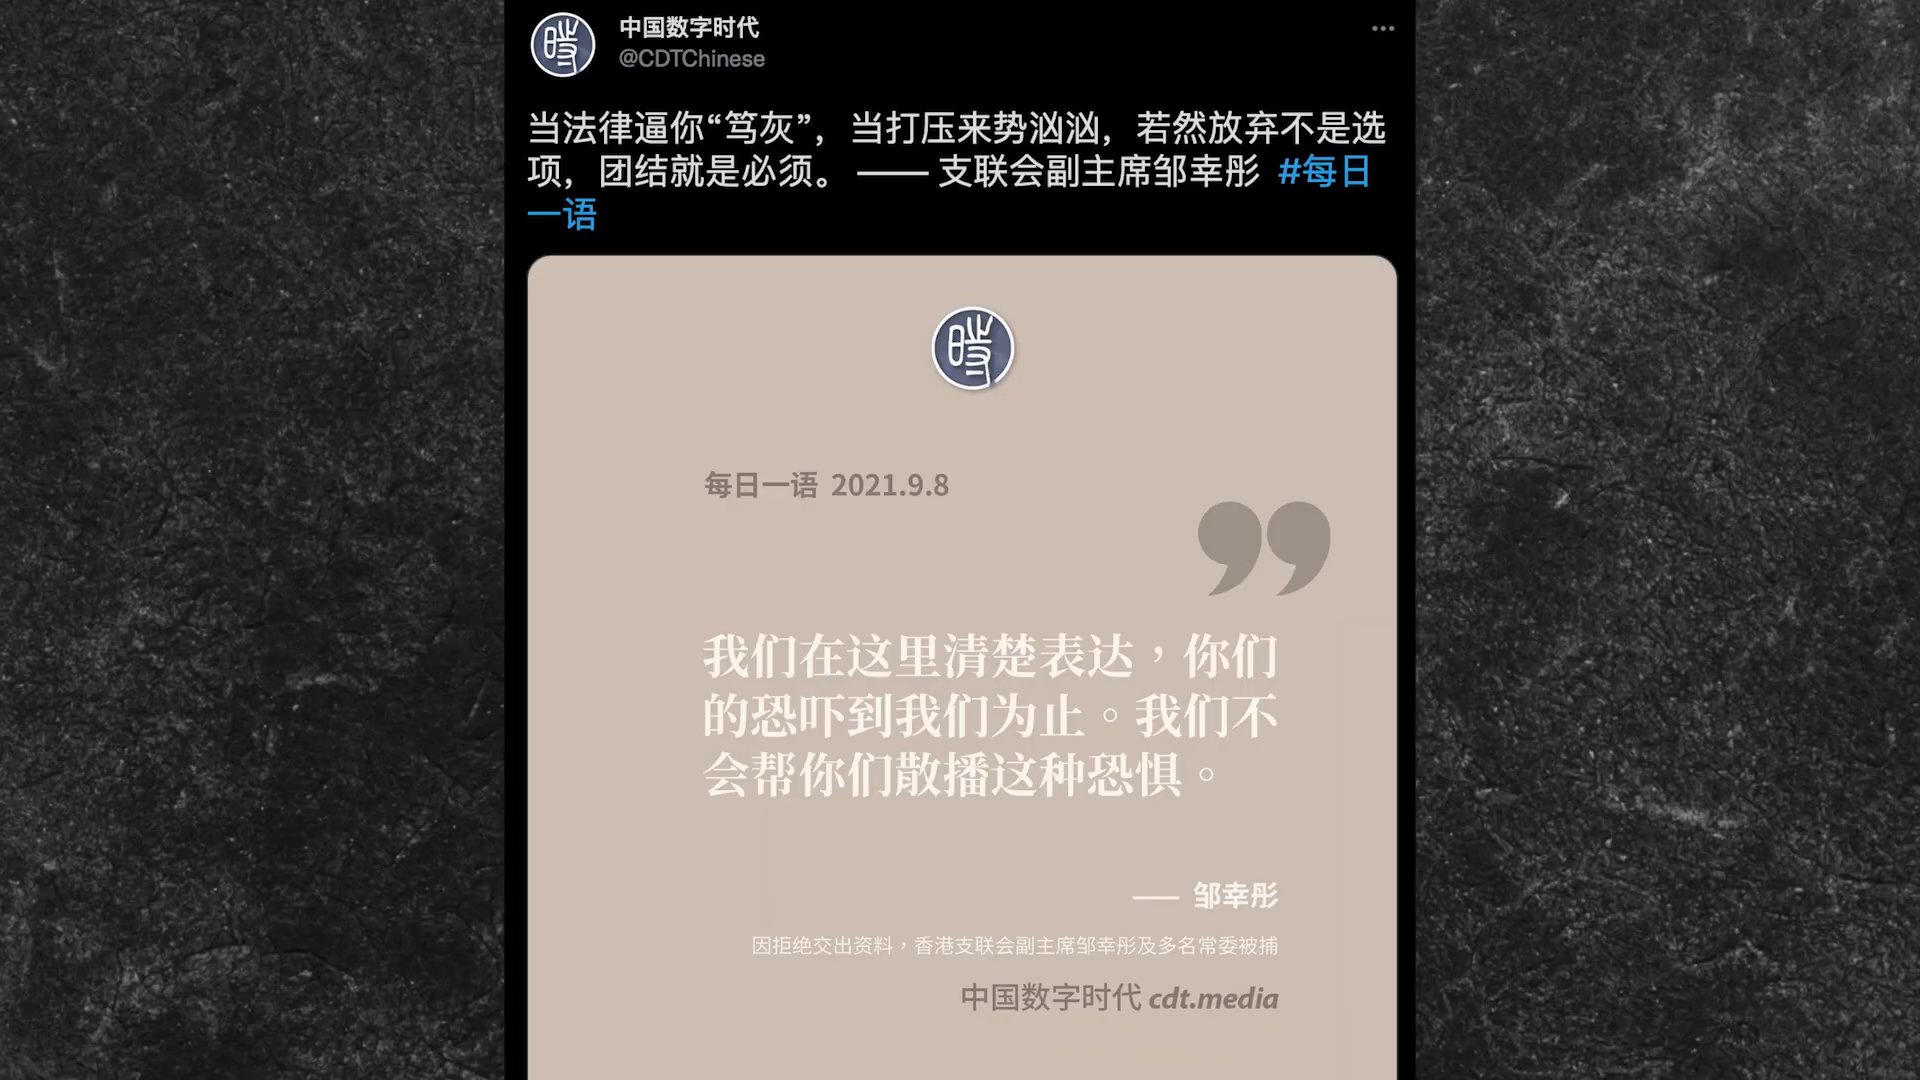 中国数字时代
@CDTChinese
当法律逼你“笃灰”，当打压来势汹汹，若然放弃不是选
项，团结就是必须。 —— 支联会副主席邹幸彤 #每日
一语
時
每日一语 2021.9.8
”
我们在这里清楚表达，你们
的恐吓到我们为止。我们不
会帮你们散播这种恐惧。
—— 邹幸彤
因拒绝交出资料，香港支联会副主席邹幸彤及多名常委被捕
中国数字时代 cdt.media